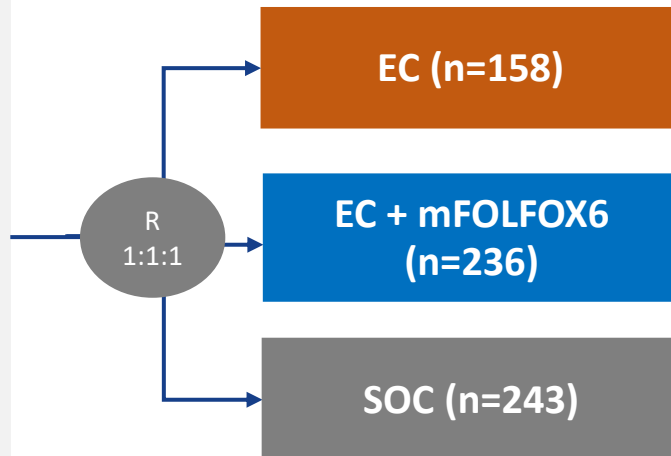 EC (n=158)
R
1:1:1
EC + mFOLFOX6
(n=236)
SOC (n=243)